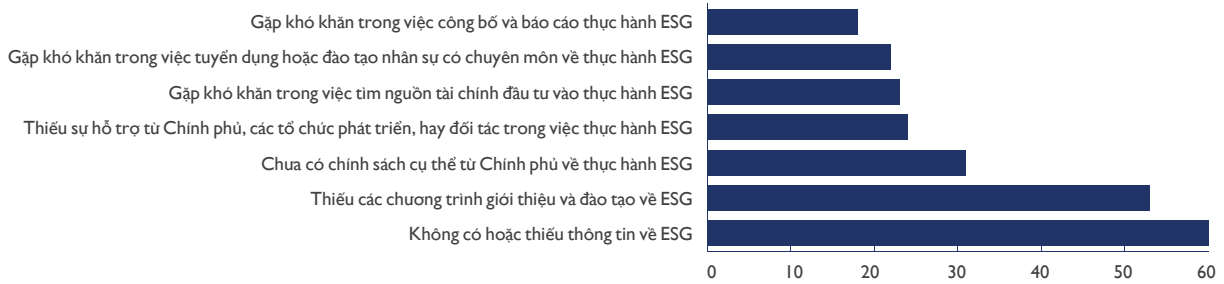 Gặp khó khăn trong việc công bố và báo cáo thực hành ESG
Gặp khó khăn trong việc tuyển dụng hoặc đào tạo nhân sự có chuyên môn về thực hành ESG
Gặp khó khăn trong việc tìm nguồn tài chính đầu tư vào thực hành ESG
Thiếu sự hỗ trợ từ Chính phủ, các tổ chức phát triển, hay đối tác trong việc thực hành ESG
Chưa có chính sách cụ thể từ Chính phủ về thực hành ESG
Thiếu các chương trình giới thiệu và đào tạo về ESG
Không có hoặc thiếu thông tin về ESG
0 10 20 30 40 50 60